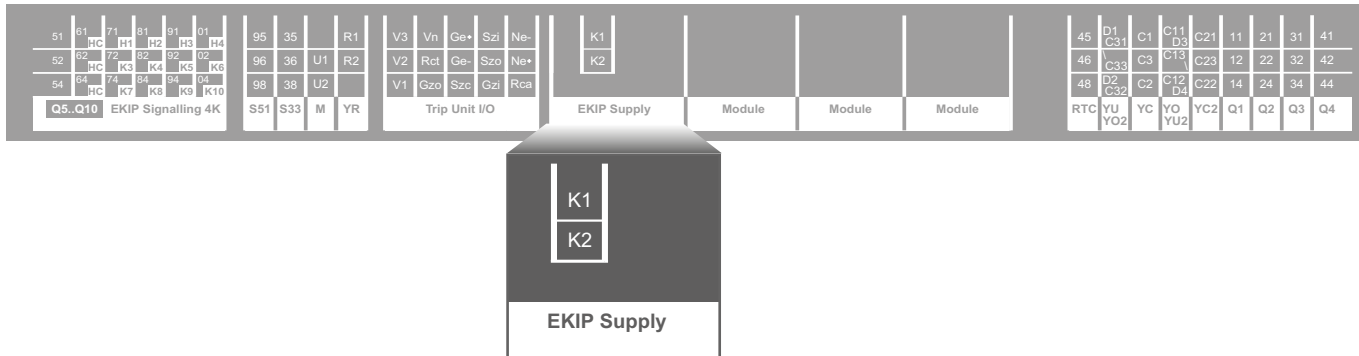 51 61 HC 71 H1 81 H2 91 H3 01 H4
52 62 HC 72 K3 82 K4 92 K5 02 K6
54 64 HC 74 K7 84 K8 94 K9 04 K10
Q5..Q10 EKIP Signalling 4K
95 35 R1
96 36 U1 R2
98 38 U2
S51 S33 M YR
V3 Vn Ge+ Szi Ne-
V2 Rct Ge- Szo Ne+
V1 Gzo Szc Gzi Rca
Trip Unit I/O
K1
K2
EKIP Supply
Module
Module
Module
45 D1 C31 C1 C11 D3 C21 11 21 31 41
46 \ C33 C3 C13 \ C23 12 22 32 42
48 D2 C32 C2 C12 D4 C22 14 24 34 44
RTC YU YO2 YC YO YU2 YC2 Q1 Q2 Q3 Q4
K1
K2
EKIP Supply